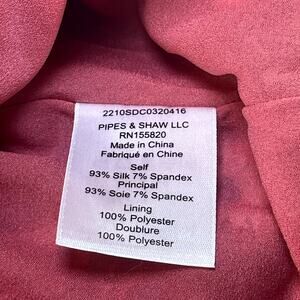 2210SDC0320416
PIPES & SHAW LLC
RN155820
Made in China
Fabriqué en Chine
Self
93% Silk 7% Spandex
Principal
93% Soie 7% Spandex
Lining
100% Polyester
Doublure
100% Polyester